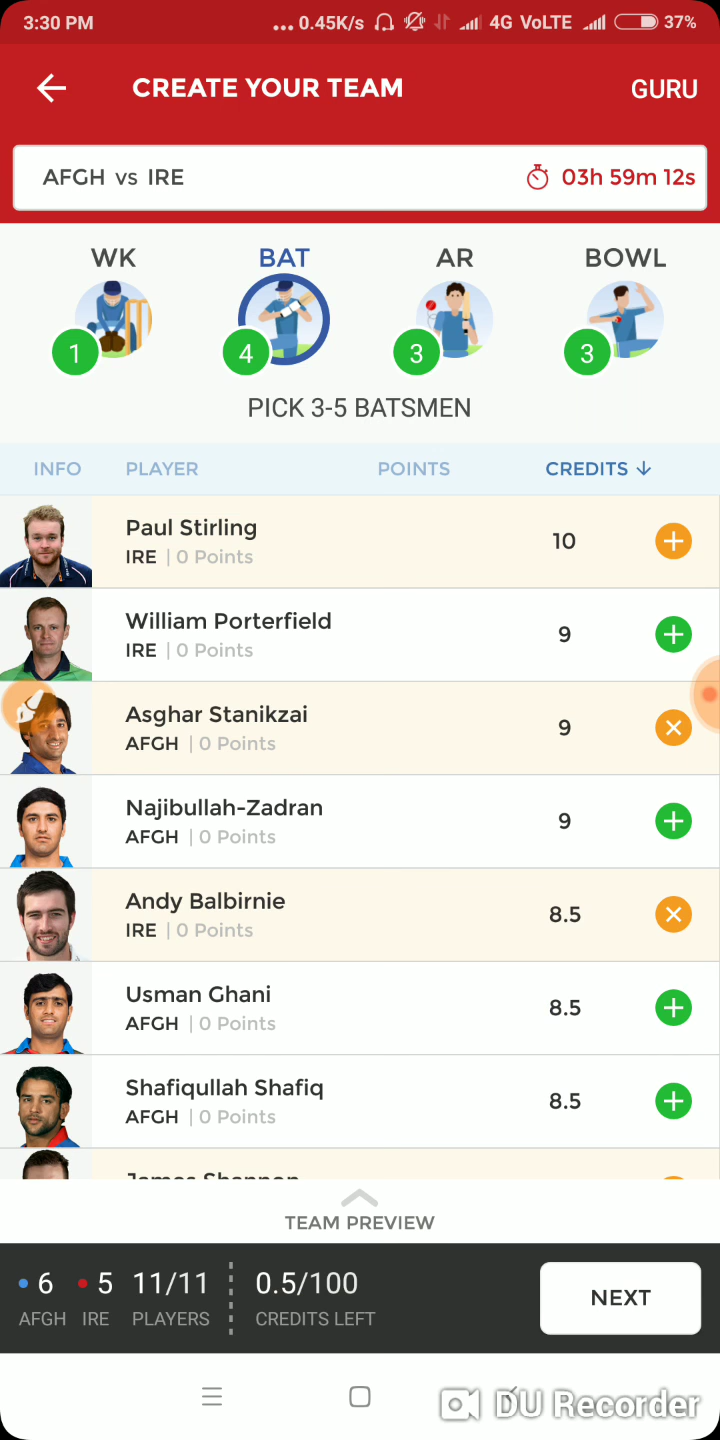 3:30 PM ... 0.45K/s 4G VoLTE 37%
CREATE YOUR TEAM GURU
AFGH vs IRE 03h 59m 12s
WK BAT AR BOWL
1 4 3 3
PICK 3-5 BATSMEN
INFO PLAYER POINTS CREDITS
Paul Stirling 10
IRE | 0 Points
William Porterfield 9
IRE | 0 Points
Asghar Stanikzai 9
AFGH | 0 Points
Najibullah-Zadran 9
AFGH | 0 Points
Andy Balbirnie 8.5
IRE | 0 Points
Usman Ghani 8.5
AFGH | 0 Points
Shafiqullah Shafiq 8.5
AFGH | 0 Points
James Shannon
TEAM PREVIEW
6 5 11/11 0.5/100 NEXT
AFGH IRE PLAYERS CREDITS LEFT
DU Recorder